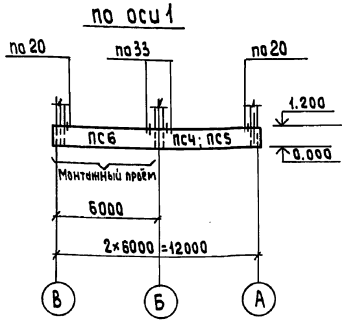 по оси 1
по 20
по 33
по 20
1.200
ПС6
ПС4; ПС5
0.000
Монтажный проём
6000
2×6000=12000
В
Б
А